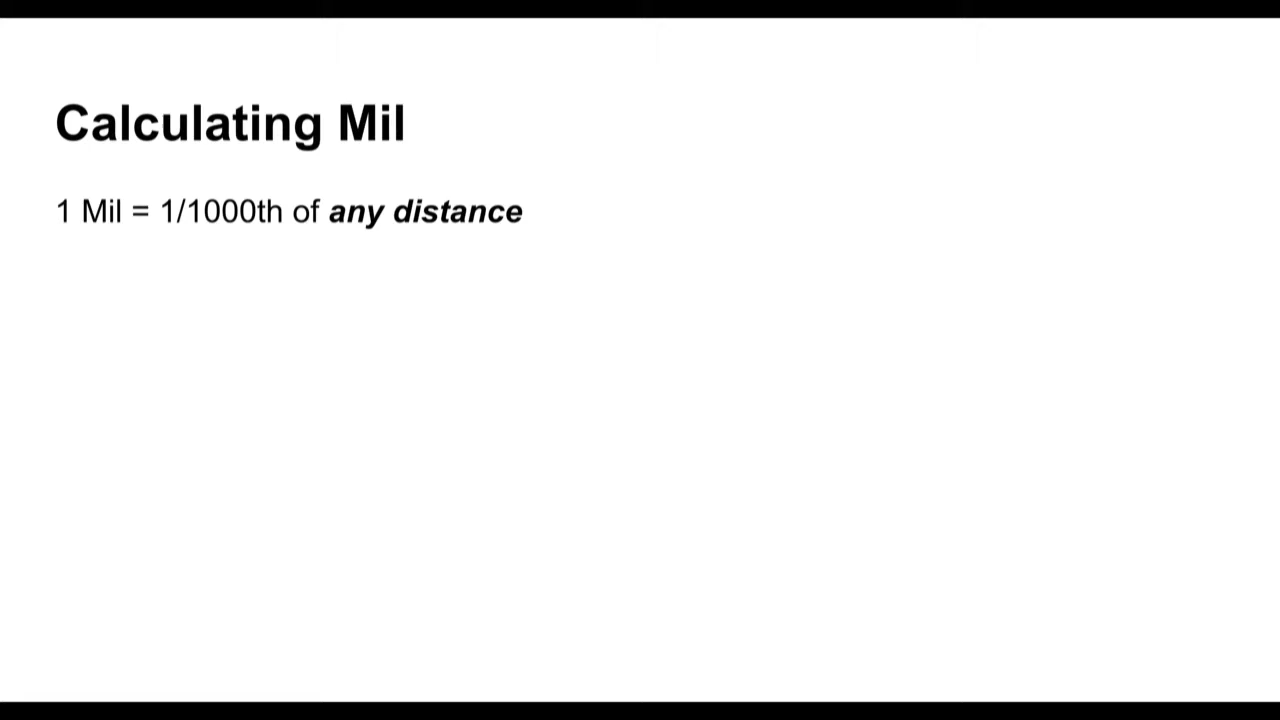 Calculating Mil
1 Mil = 1/1000th of any distance